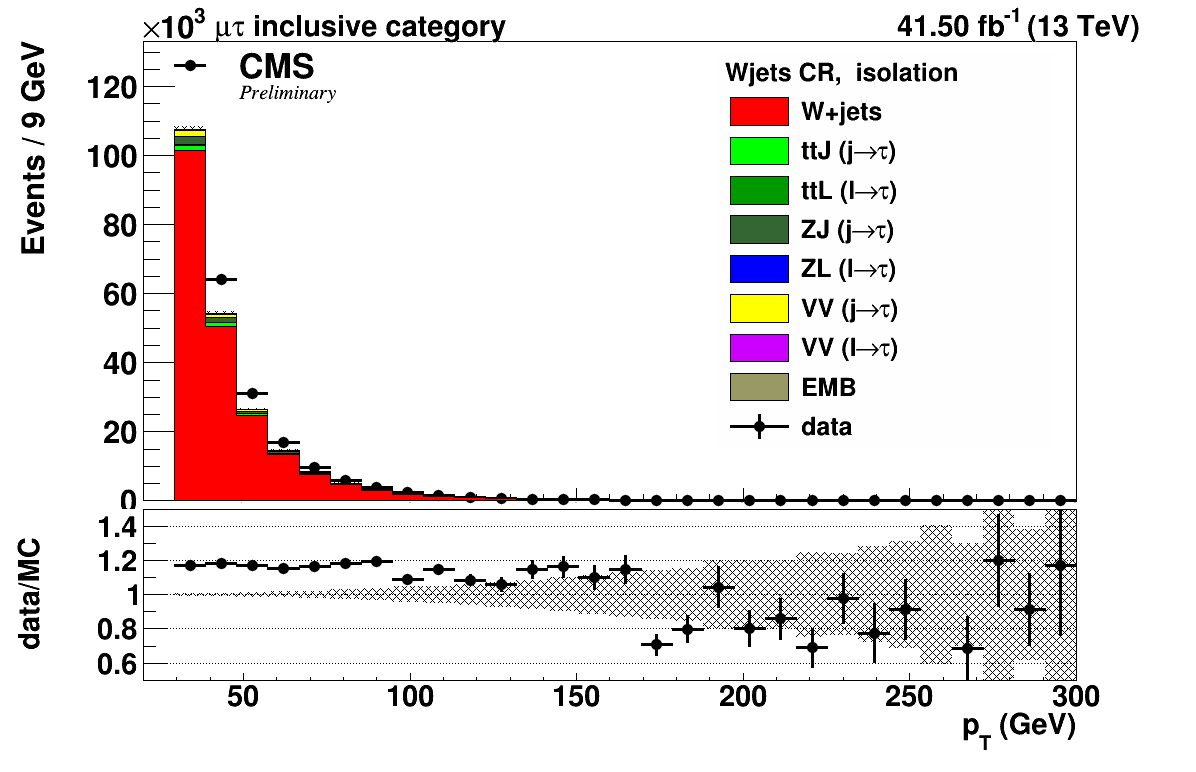 ×10³ μτ inclusive category
41.50 fb⁻¹ (13 TeV)
Events / 9 GeV
CMS
Preliminary
Wjets CR,  isolation
W+jets
ttJ (j→τ)
ttL (l→τ)
ZJ (j→τ)
ZL (l→τ)
VV (j→τ)
VV (l→τ)
EMB
data
120
100
80
60
40
20
0
data/MC
1.4
1.2
1
0.8
0.6
50 100 150 200 250 300
p_T (GeV)